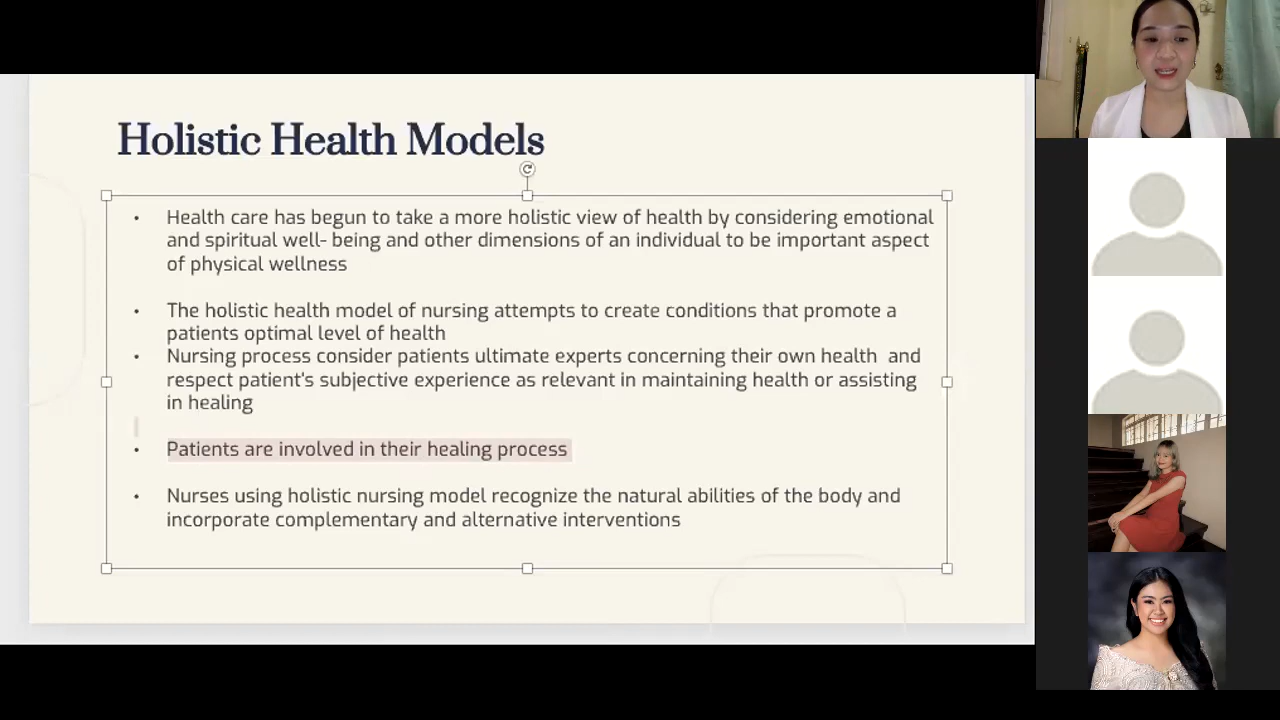 Holistic Health Models
• Health care has begun to take a more holistic view of health by considering emotional
and spiritual well- being and other dimensions of an individual to be important aspect
of physical wellness
• The holistic health model of nursing attempts to create conditions that promote a
patients optimal level of health
• Nursing process consider patients ultimate experts concerning their own health  and
respect patient's subjective experience as relevant in maintaining health or assisting
in healing
• Patients are involved in their healing process
• Nurses using holistic nursing model recognize the natural abilities of the body and
incorporate complementary and alternative interventions